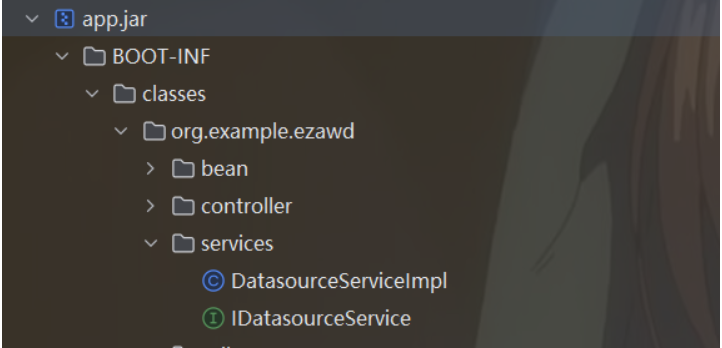 app.jar
BOOT-INF
classes
org.example.ezawd
bean
controller
services
DatasourceServiceImpl
IDatasourceService